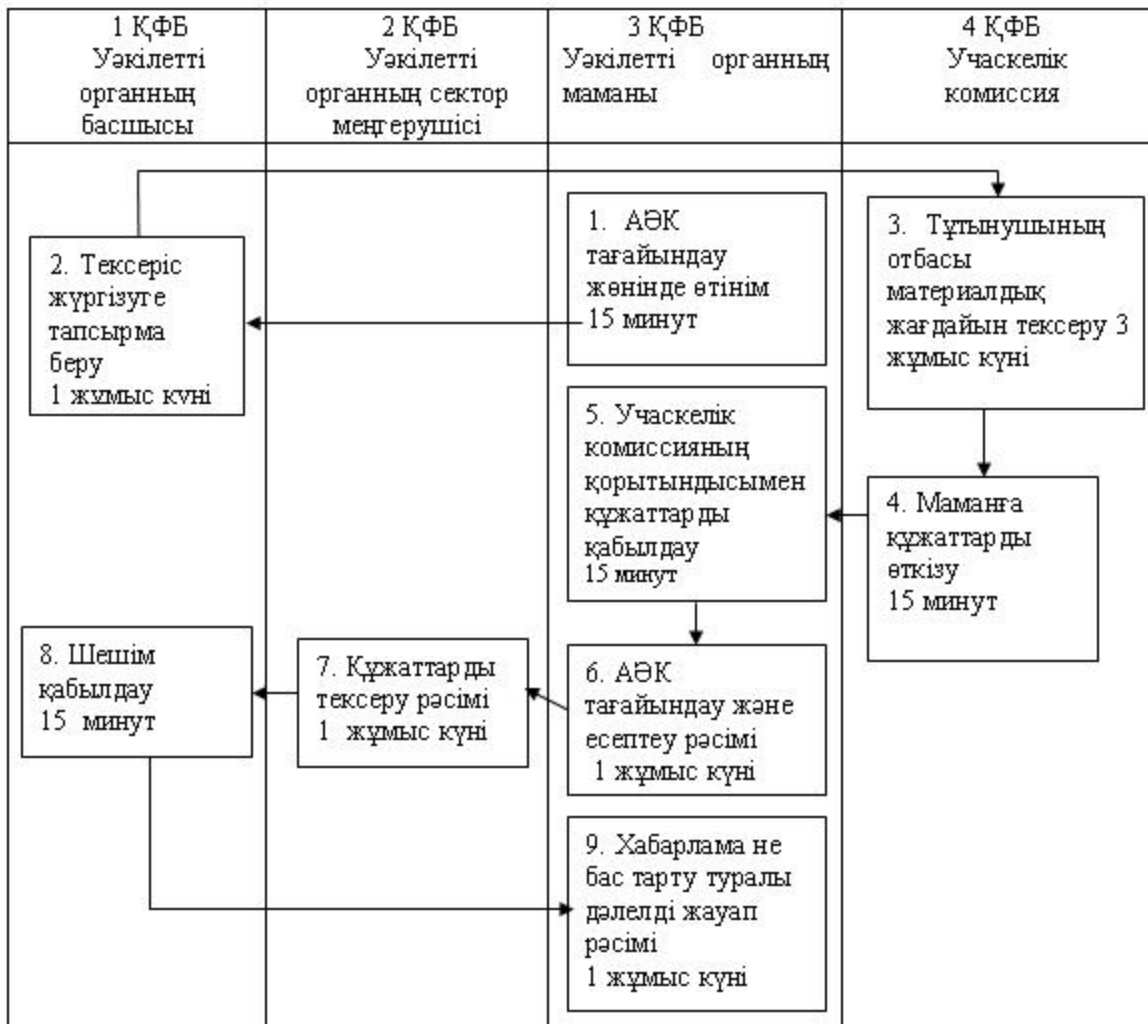 1 ҚФБ
Уәкілетті
органның
басшысы
2 ҚФБ
Уәкілетті
органның сектор
меңгерушісі
3 ҚФБ
Уәкілетті органның
маманы
4 ҚФБ
Учаскелік
комиссия
1. АӘК
тағайындау
жөнінде өтінім
15 минут
2. Тексеріс
жүргізуге
тапсырма
беру
1 жұмыс күні
3. Тұтынушының
отбасы
материалдық
жағдайын тексеру 3
жұмыс күні
4. Маманға
құжаттарды
өткізу
15 минут
5. Учаскелік
комиссияның
қорытындысымен
құжаттарды
қабылдау
15 минут
6. АӘК
тағайындау және
есептеу рәсімі
1 жұмыс күні
7. Құжаттарды
тексеру рәсімі
1 жұмыс күні
8. Шешім
қабылдау
15 минут
9. Хабарлама не
бас тарту туралы
дәлелді жауап
рәсімі
1 жұмыс күні